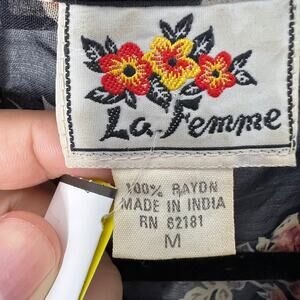 La Femme
100% RAYON
MADE IN INDIA
RN 62181
M